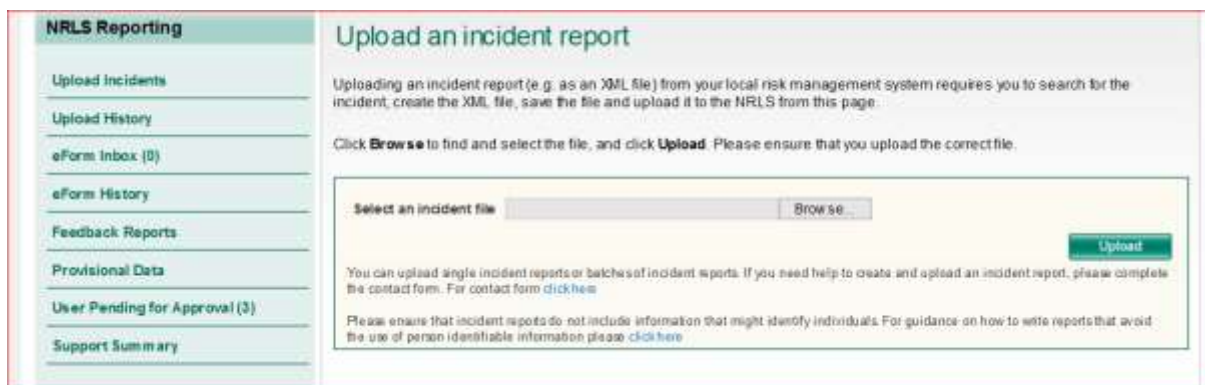 NRLS Reporting
Upload Incidents
Upload History
eForm Inbox (0)
eForm History
Feedback Reports
Provisional Data
User Pending for Approval (3)
Support Summary
Upload an incident report
Uploading an incident report (e.g. as an XML file) from your local risk management system requires you to search for the
incident, create the XML file, save the file and upload it to the NRLS from this page.
Click Browse to find and select the file, and click Upload. Please ensure that you upload the correct file.
Select an incident file Browse...
Upload
You can upload single incident reports or batches of incident reports. If you need help to create and upload an incident report, please complete
the contact form. For contact form click here
Please ensure that incident reports do not include information that might identify individuals. For guidance on how to write reports that avoid
the use of person identifiable information please click here